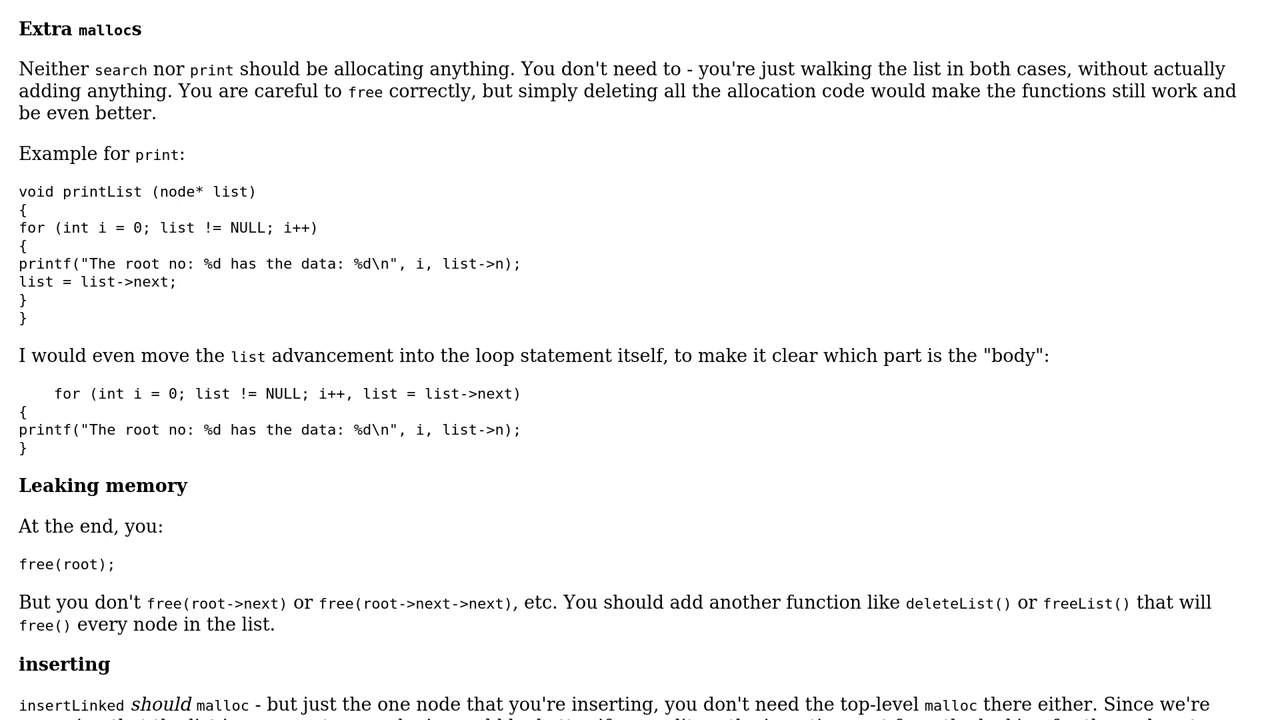 Extra mallocs
Neither search nor print should be allocating anything. You don't need to - you're just walking the list in both cases, without actually
adding anything. You are careful to free correctly, but simply deleting all the allocation code would make the functions still work and
be even better.
Example for print:
void printList (node* list)
{
for (int i = 0; list != NULL; i++)
{
printf("The root no: %d has the data: %d\n", i, list->n);
list = list->next;
}
}
I would even move the list advancement into the loop statement itself, to make it clear which part is the "body":
    for (int i = 0; list != NULL; i++, list = list->next)
{
printf("The root no: %d has the data: %d\n", i, list->n);
}
Leaking memory
At the end, you:
free(root);
But you don't free(root->next) or free(root->next->next), etc. You should add another function like deleteList() or freeList() that will
free() every node in the list.
inserting
insertLinked should malloc - but just the one node that you're inserting, you don't need the top-level malloc there either. Since we're